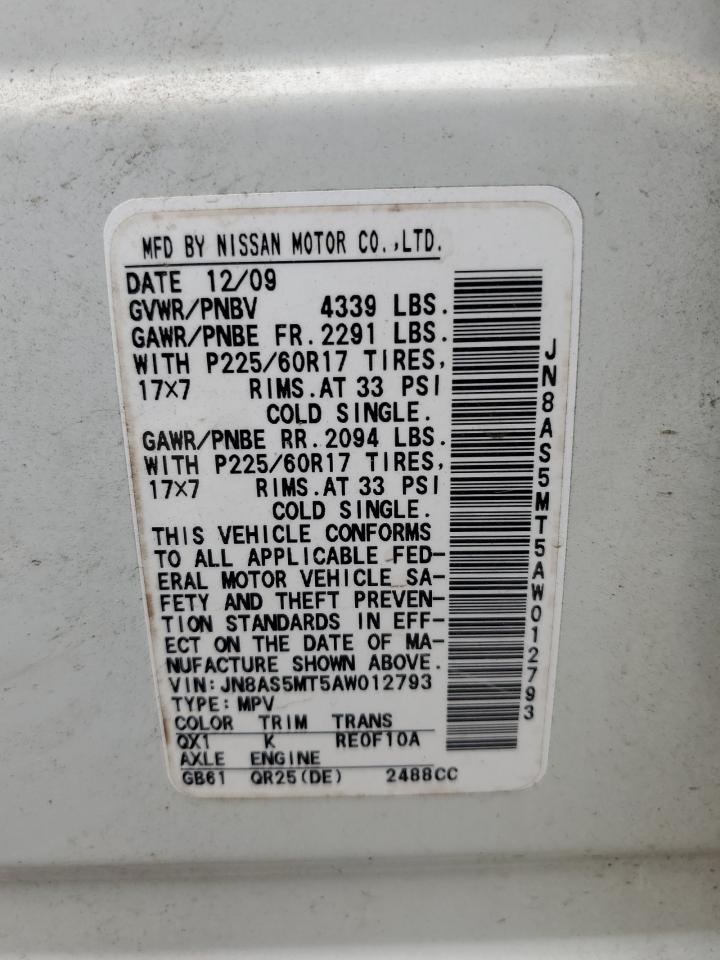 MFD BY NISSAN MOTOR CO.,LTD.
DATE 12/09
GVWR/PNBV 4339 LBS.
GAWR/PNBE FR.2291 LBS.
WITH P225/60R17 TIRES,
17X7 RIMS.AT 33 PSI
COLD SINGLE.
GAWR/PNBE RR.2094 LBS.
WITH P225/60R17 TIRES,
17X7 RIMS.AT 33 PSI
COLD SINGLE.
THIS VEHICLE CONFORMS
TO ALL APPLICABLE FED-
ERAL MOTOR VEHICLE SA-
FETY AND THEFT PREVEN-
TION STANDARDS IN EFF-
ECT ON THE DATE OF MA-
NUFACTURE SHOWN ABOVE.
VIN:JN8AS5MT5AW012793
TYPE:MPV
COLOR TRIM TRANS
QX1 K RE0F10A
AXLE ENGINE
GB61 QR25(DE) 2488CC
JN8AS5MT5AW012793